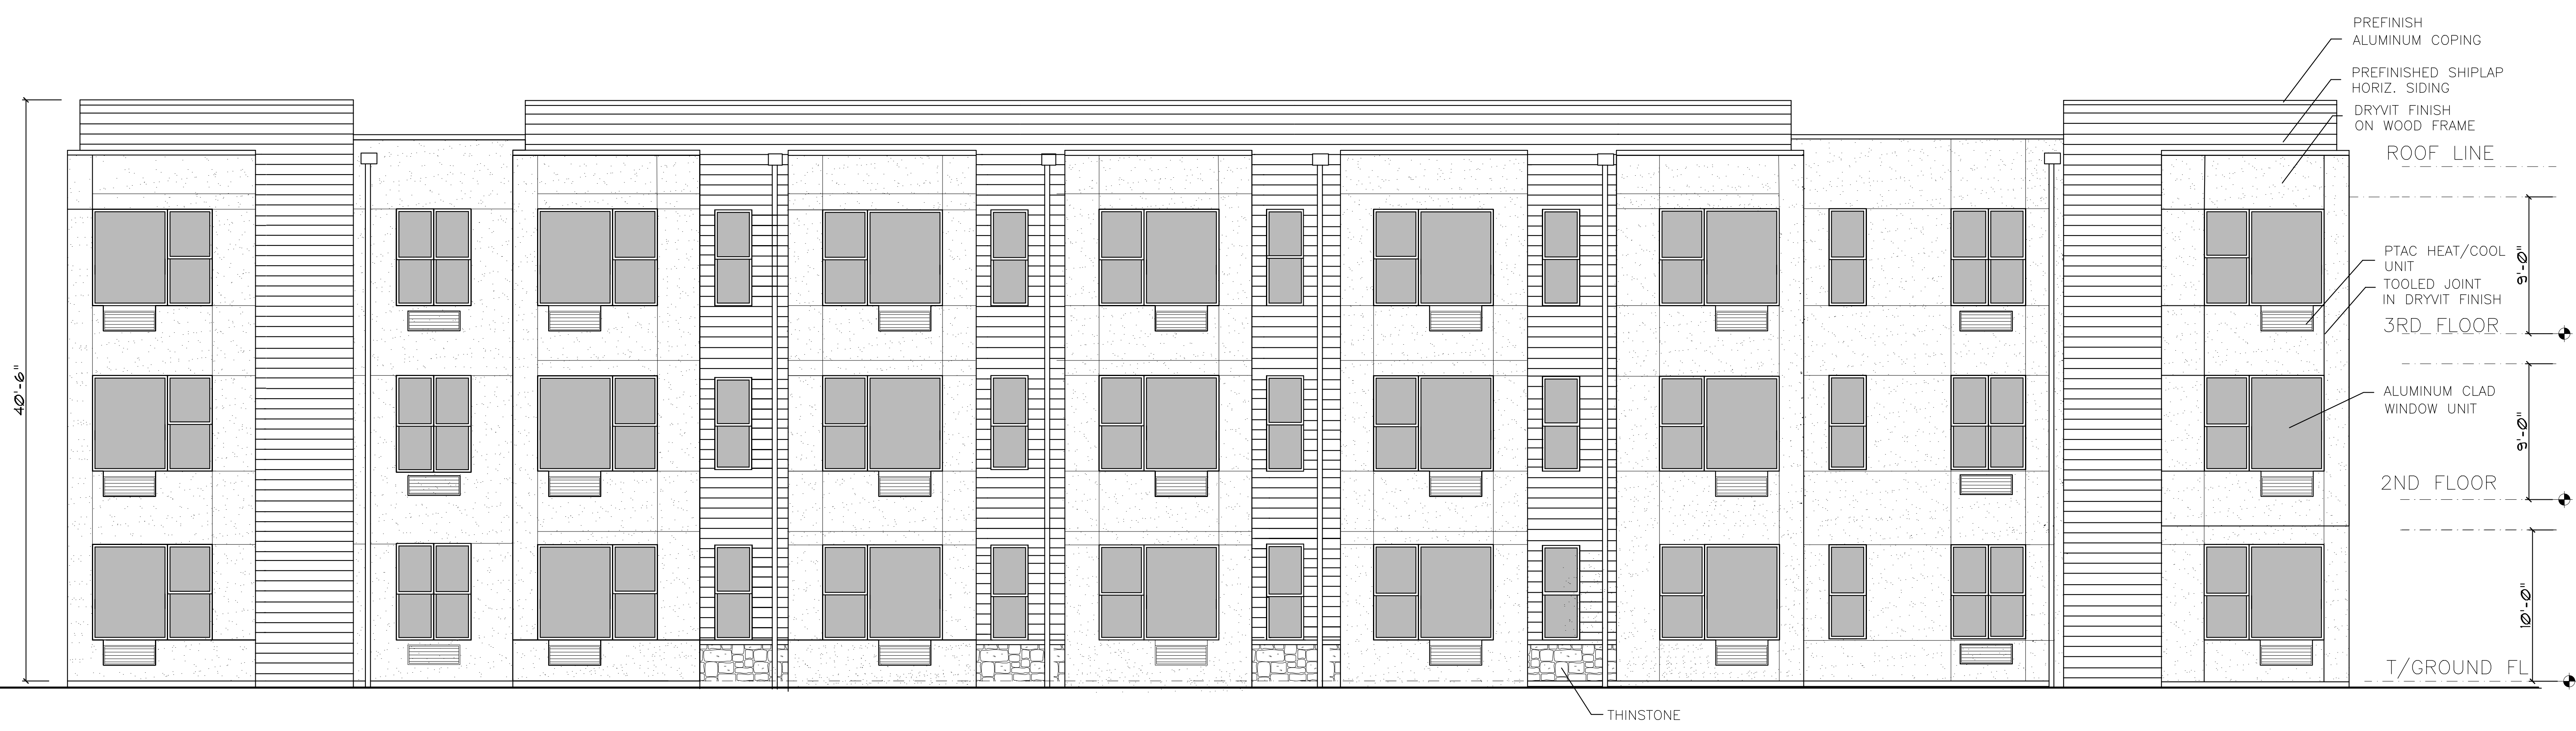 PREFINISH
ALUMINUM COPING
PREFINISHED SHIPLAP
HORIZ. SIDING
DRYVIT FINISH
ON WOOD FRAME
ROOF LINE
PTAC HEAT/COOL
UNIT
TOOLED JOINT
IN DRYVIT FINISH
9'-0"
3RD FLOOR
40'-6"
ALUMINUM CLAD
WINDOW UNIT
9'-0"
2ND FLOOR
10'-0"
T/GROUND FL
THINSTONE